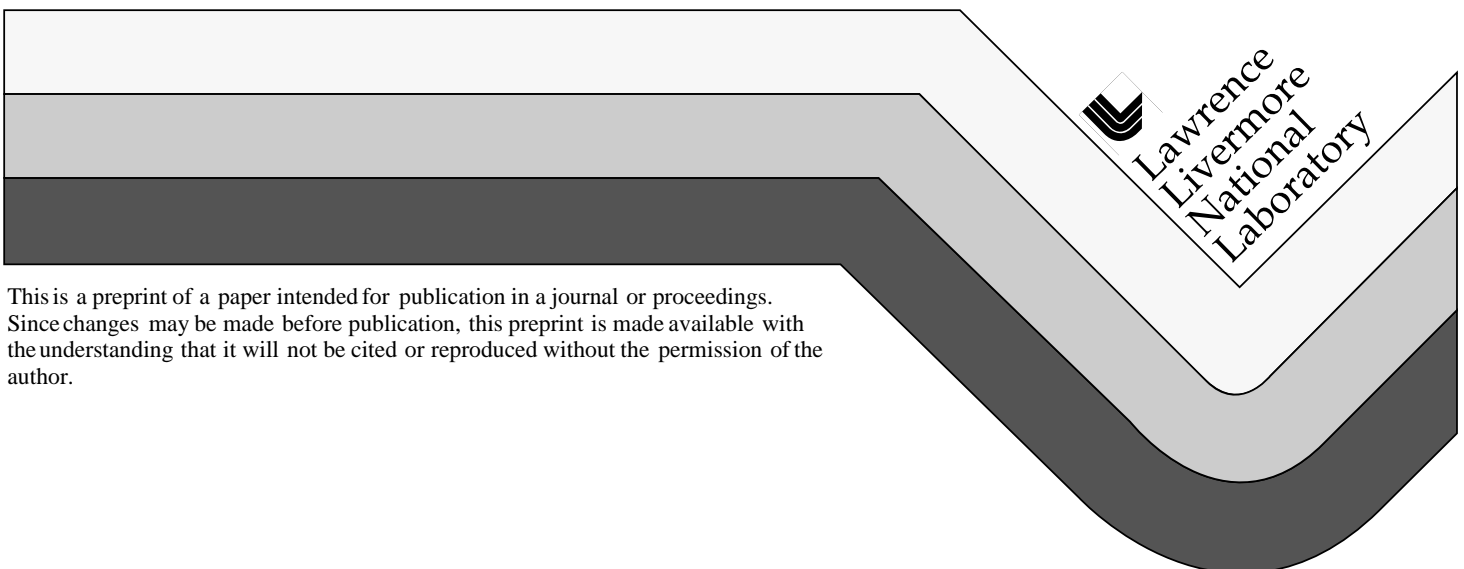 Lawrence
Livermore
National
Laboratory
This is a preprint of a paper intended for publication in a journal or proceedings.
Since changes may be made before publication, this preprint is made available with
the understanding that it will not be cited or reproduced without the permission of the
author.